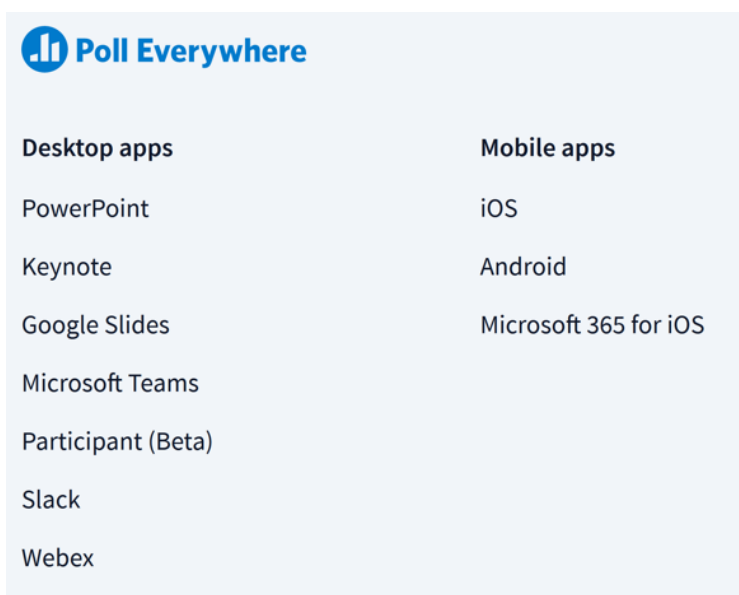 Poll Everywhere
Desktop apps
PowerPoint
Keynote
Google Slides
Microsoft Teams
Participant (Beta)
Slack
Webex
Mobile apps
iOS
Android
Microsoft 365 for iOS